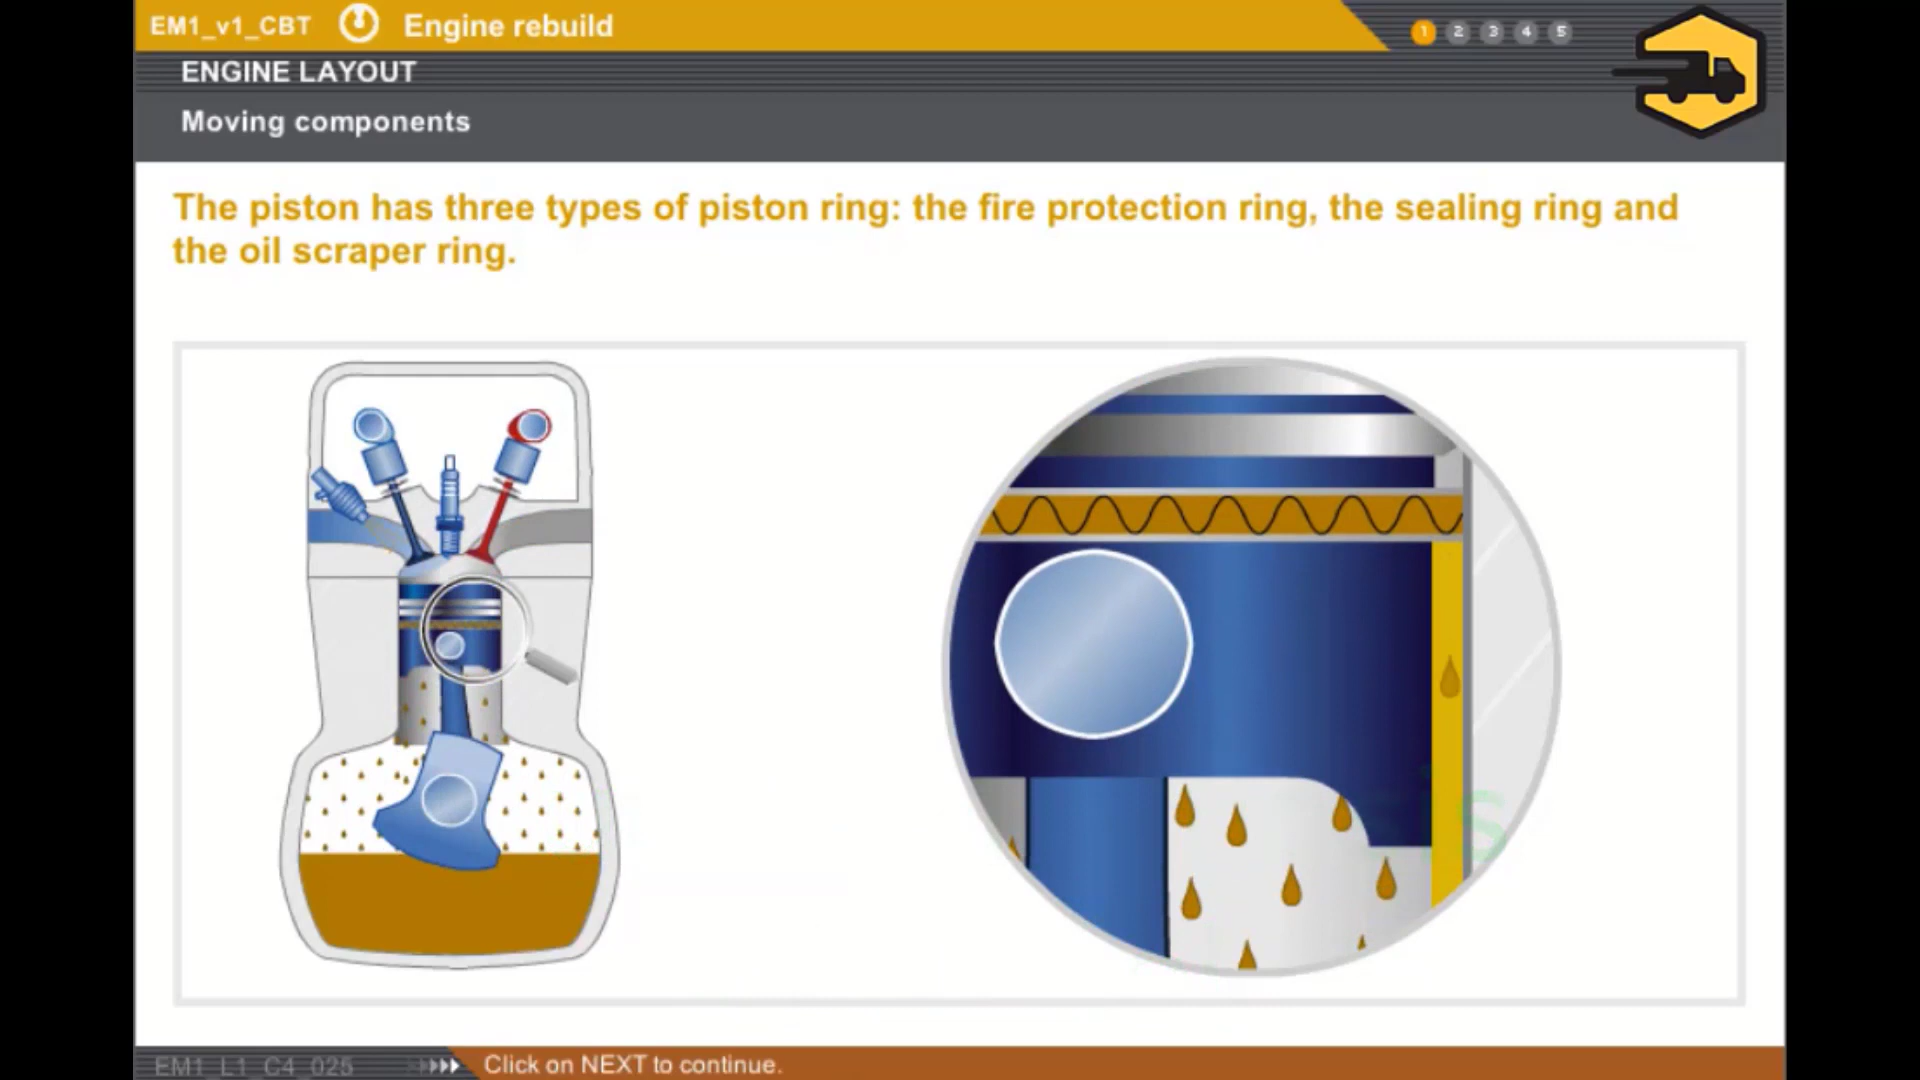 EM1_v1_CBT Engine rebuild
1 2 3 4 5
ENGINE LAYOUT
Moving components
The piston has three types of piston ring: the fire protection ring, the sealing ring and
the oil scraper ring.
EM1_L1_C4_025
Click on NEXT to continue.